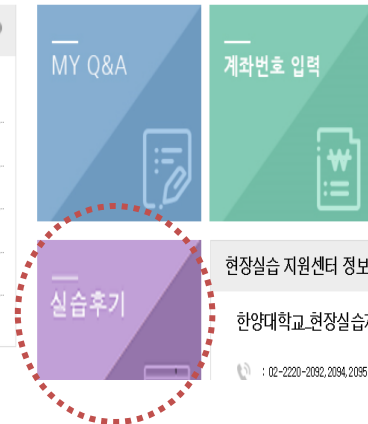 MY Q&A
계좌번호 입력
실습후기
현장실습 지원센터 정보
한양대학교_현장실습
: 02-2220-2092, 2094, 2095